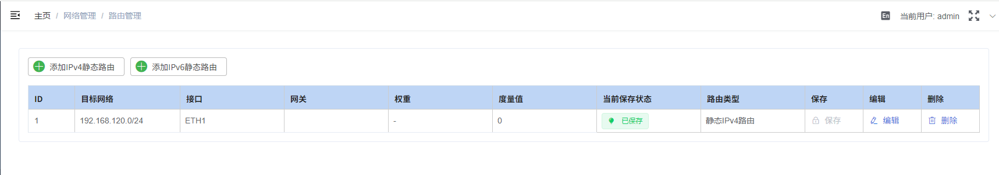 主页 / 网络管理 / 路由管理
En 当前用户: admin
添加IPv4静态路由 添加IPv6静态路由
ID 目标网络 接口 网关 权重 度量值 当前保存状态 路由类型 保存 编辑 删除
1 192.168.120.0/24 ETH1 - 0 已保存 静态IPv4路由 保存 编辑 删除